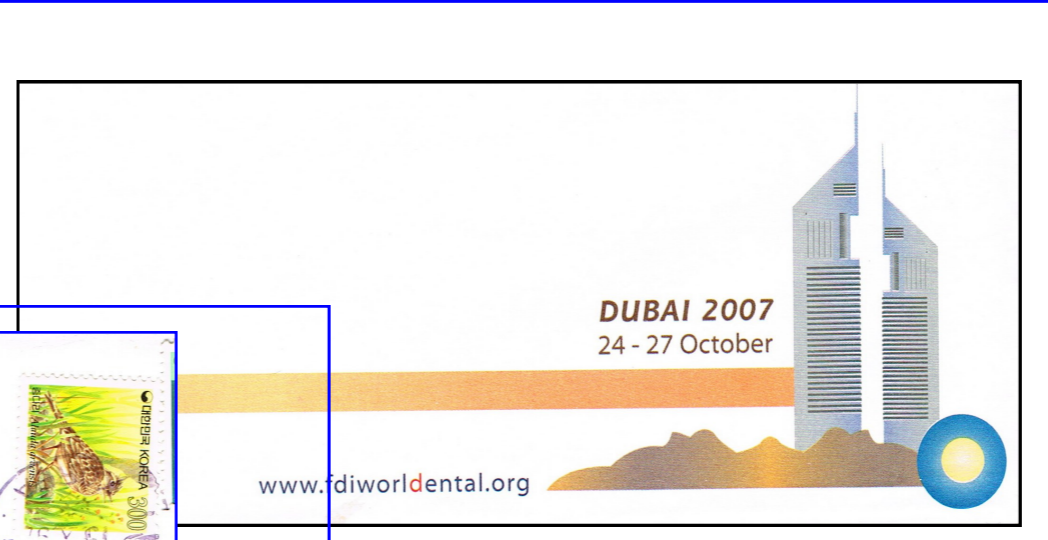 DUBAI 2007
24 - 27 October
www.fdiworldental.org
대한민국 KOREA 300